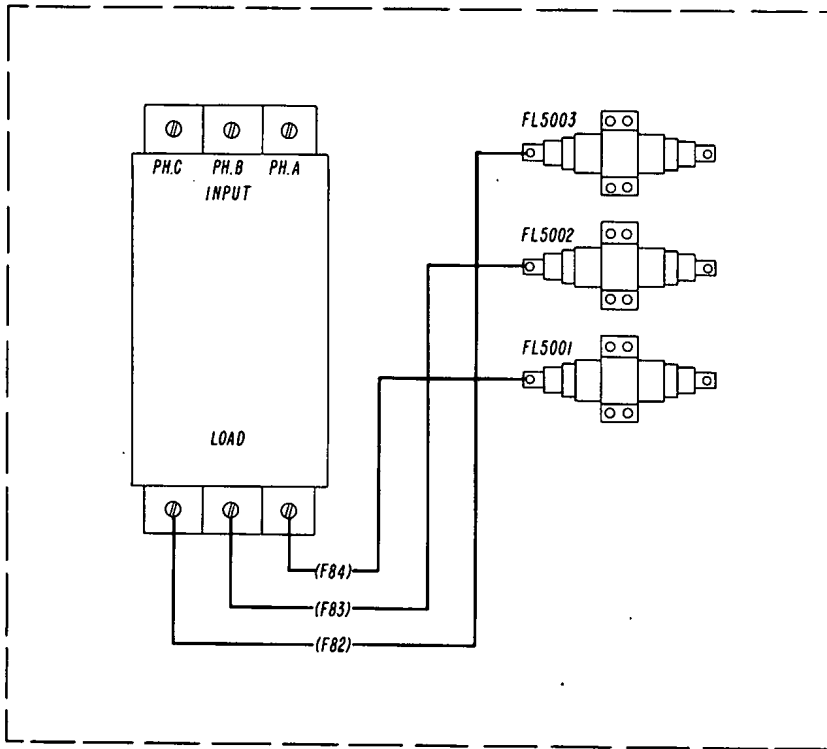 FL5003
PH.C PH.B PH.A
INPUT
FL5002
FL5001
LOAD
(F84)
(F83)
(F82)